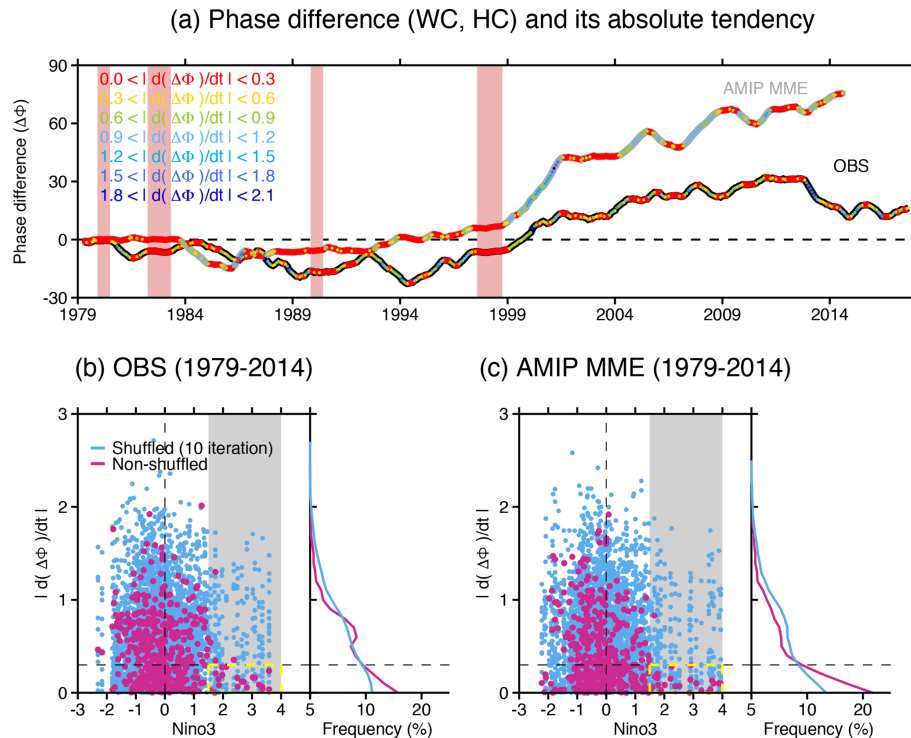 (a) Phase difference (WC, HC) and its absolute tendency
Phase difference (ΔΦ)
90
60
30
0
-30
0.0 < | d( ΔΦ )/dt | < 0.3
0.3 < | d( ΔΦ )/dt | < 0.6
0.6 < | d( ΔΦ )/dt | < 0.9
0.9 < | d( ΔΦ )/dt | < 1.2
1.2 < | d( ΔΦ )/dt | < 1.5
1.5 < | d( ΔΦ )/dt | < 1.8
1.8 < | d( ΔΦ )/dt | < 2.1
AMIP MME
OBS
1979 1984 1989 1994 1999 2004 2009 2014
(b) OBS (1979-2014)
| d( ΔΦ )/dt |
3
2
1
0
Shuffled (10 iteration)
Non-shuffled
-3 -2 -1 0 1 2 3 4
Nino3
5 10 20
Frequency (%)
(c) AMIP MME (1979-2014)
| d( ΔΦ )/dt |
3
2
1
0
-3 -2 -1 0 1 2 3 4
Nino3
5 10 20
Frequency (%)